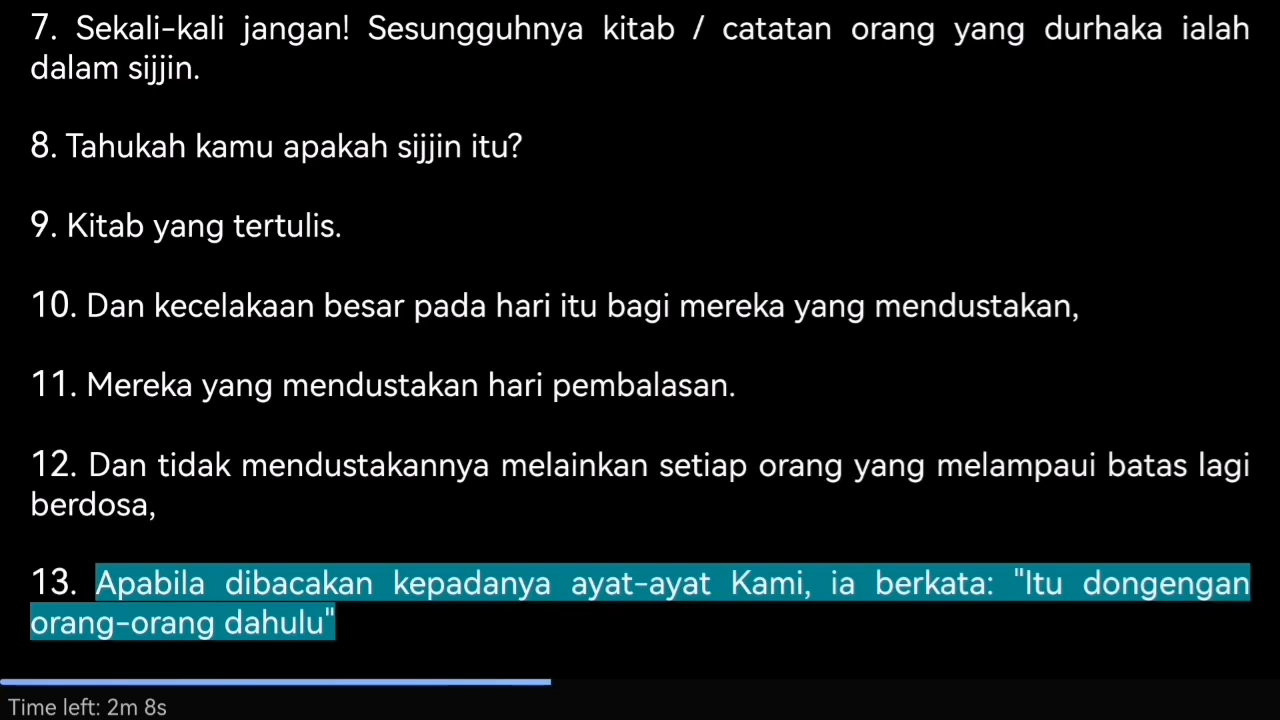 7. Sekali-kali jangan! Sesungguhnya kitab / catatan orang yang durhaka ialah
dalam sijjin.
8. Tahukah kamu apakah sijjin itu?
9. Kitab yang tertulis.
10. Dan kecelakaan besar pada hari itu bagi mereka yang mendustakan,
11. Mereka yang mendustakan hari pembalasan.
12. Dan tidak mendustakannya melainkan setiap orang yang melampaui batas lagi
berdosa,
13. Apabila dibacakan kepadanya ayat-ayat Kami, ia berkata: "Itu dongengan
orang-orang dahulu"
Time left: 2m 8s